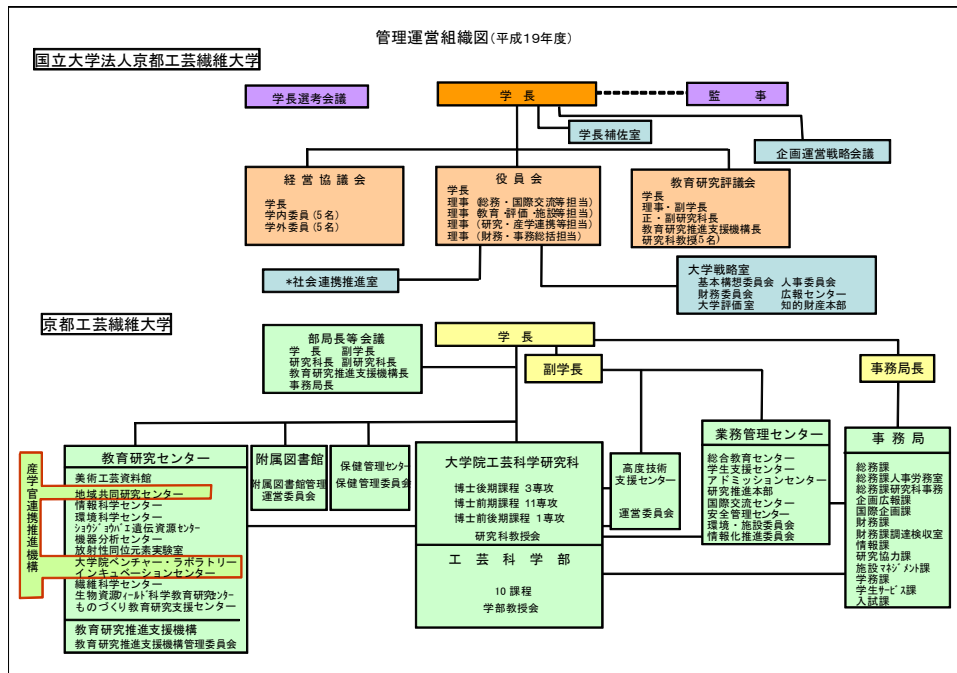 管理運営組織図(平成19年度)
国立大学法人京都工芸繊維大学
学長選考会議
学 長
監 事
学長補佐室
企画運営戦略会議
経 営 協 議 会
学長
学内委員(5名)
学外委員(5名)
役 員 会
学長
理事 (総務・国際交流等担当)
理事 (教育・評価・施設等担当)
理事 (研究・産学連携等担当)
理事 (財務・事務総括担当)
教育研究評議会
学長
理事・副学長
正・副研究科長
教育研究推進支援機構長
研究科教授(5名)
*社会連携推進室
大学戦略室
基本構想委員会 人事委員会
財務委員会 広報センター
大学評価室 知的財産本部
京都工芸繊維大学
部局長等会議
学 長 副学長
研究科長 副研究科長
教育研究推進支援機構長
事務局長
学 長
副学長
事務局長
産学官連携推進機構
教育研究センター
美術工芸資料館
地域共同研究センター
情報科学センター
環境科学センター
ショウジョウバエ遺伝資源センター
機器分析センター
放射性同位元素実験室
大学院ベンチャー・ラボラトリー
インキュベーションセンター
繊維科学センター
生物資源フィールド科学教育研究センター
ものづくり教育研究支援センター
教育研究推進支援機構
教育研究推進支援機構管理委員会
附属図書館
附属図書館管理
運営委員会
保健管理センター
保健管理委員会
大学院工芸科学研究科
博士後期課程 3専攻
博士前期課程 11専攻
博士前後期課程 1専攻
研究科教授会
工 芸 科 学 部
10 課程
学部教授会
高度技術
支援センター
運営委員会
業務管理センター
総合教育センター
学生支援センター
アドミッションセンター
研究推進本部
国際交流センター
安全管理センター
環境・施設委員会
情報化推進委員会
事 務 局
総務課
総務課人事労務室
総務課研究科事務
企画広報課
国際企画課
財務課
財務課調達検収室
情報課
研究協力課
施設マネジメント課
学務課
学生サービス課
入試課